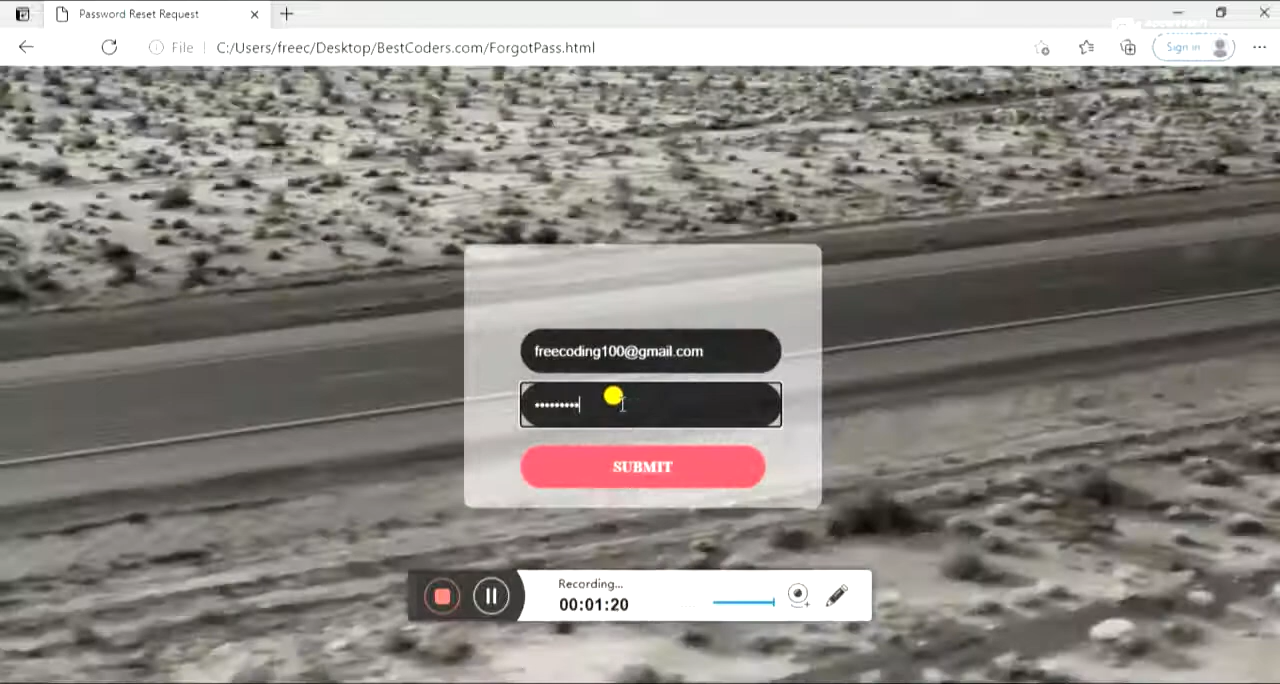 Password Reset Request
File
C:/Users/freec/Desktop/BestCoders.com/ForgotPass.html
Sign in
freecoding100@gmail.com
•••••••••
SUBMIT
Recording...
00:01:20